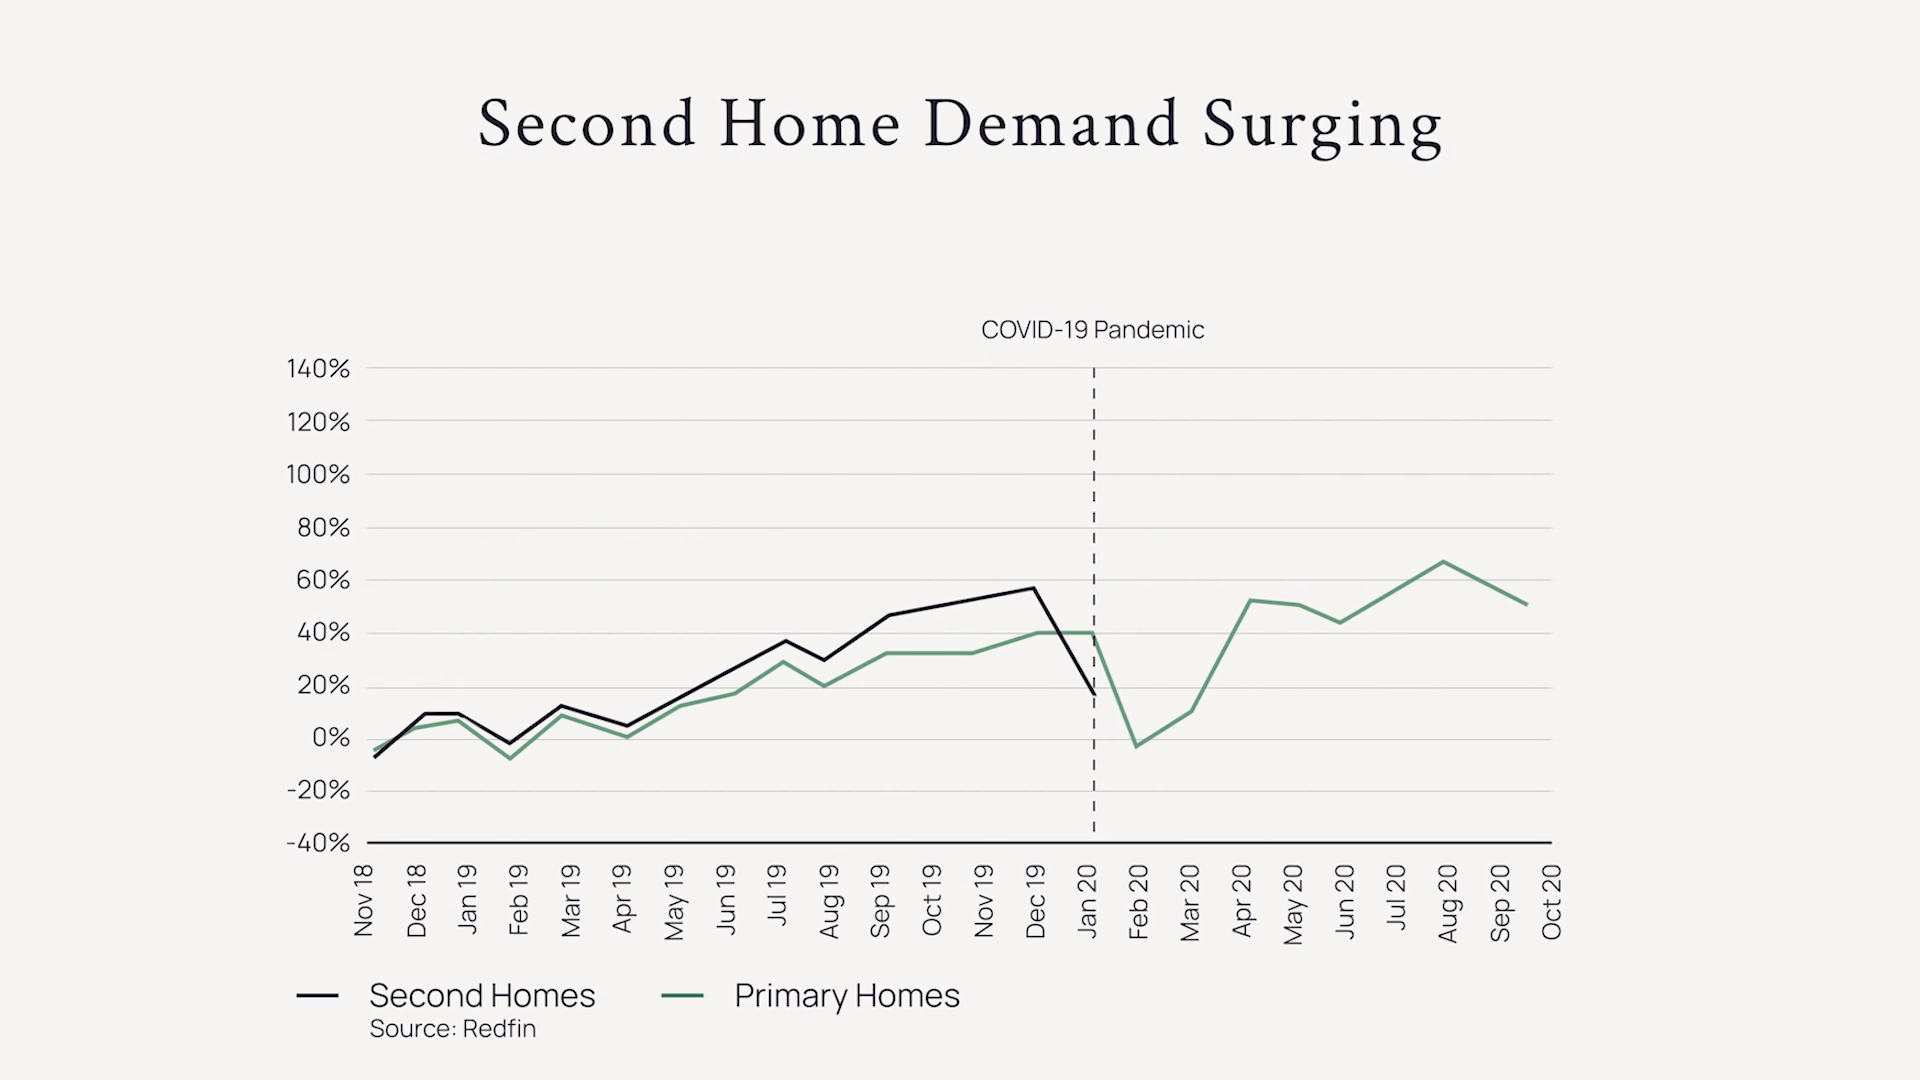 Second Home Demand Surging
COVID-19 Pandemic
140%
120%
100%
80%
60%
40%
20%
0%
-20%
-40%
Nov 18
Dec 18
Jan 19
Feb 19
Mar 19
Apr 19
May 19
Jun 19
Jul 19
Aug 19
Sep 19
Oct 19
Nov 19
Dec 19
Jan 20
Feb 20
Mar 20
Apr 20
May 20
Jun 20
Jul 20
Aug 20
Sep 20
Oct 20
Second Homes Primary Homes
Source: Redfin